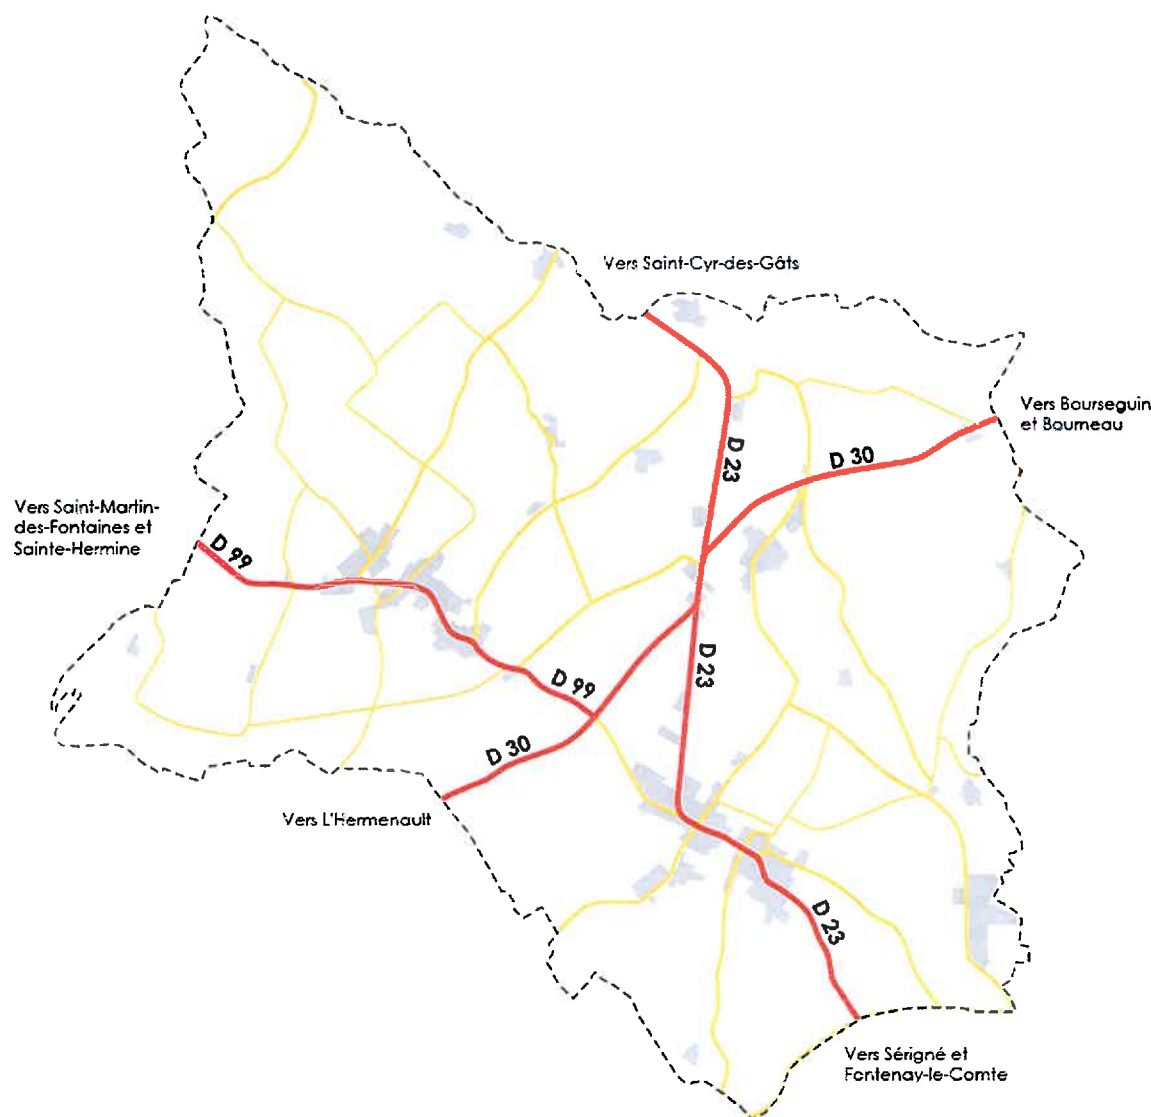 Vers Saint-Cyr-des-Gâts
Vers Bourseguin
et Bourneau
D 23
D 30
Vers Saint-Martin-
des-Fontaines et
Sainte-Hermine
D 99
D 23
D 99
D 30
Vers L'Hermenault
D 23
Vers Sérigné et
Fontenay-le-Comte